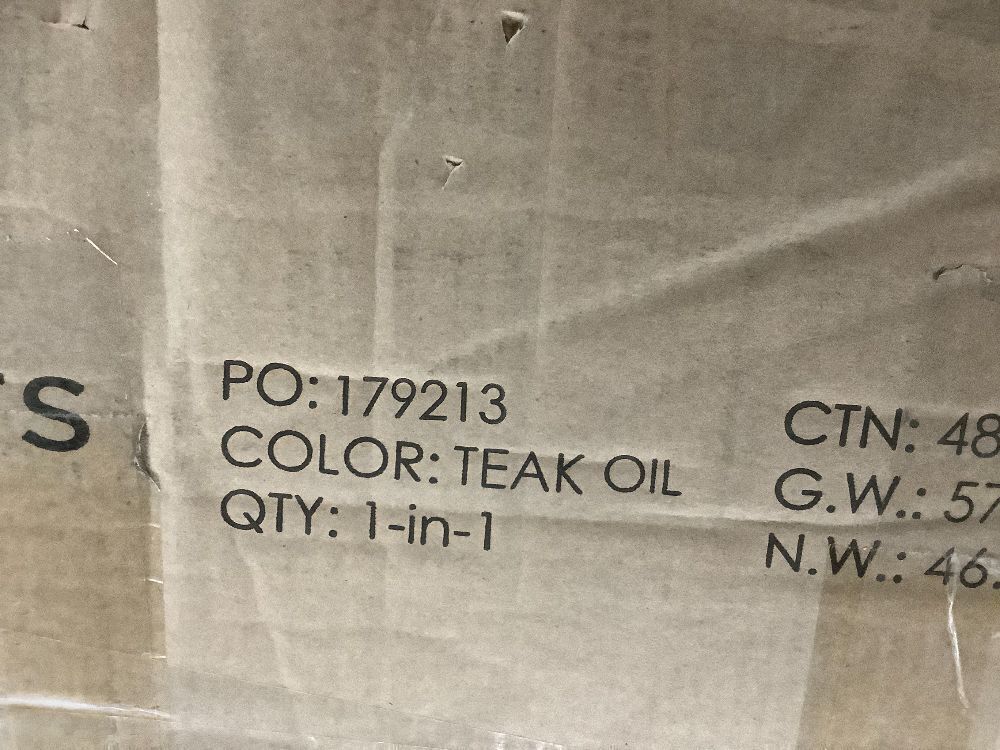 S
PO: 179213
COLOR: TEAK OIL
QTY: 1-in-1
CTN: 48
G.W.: 57
N.W.: 46.